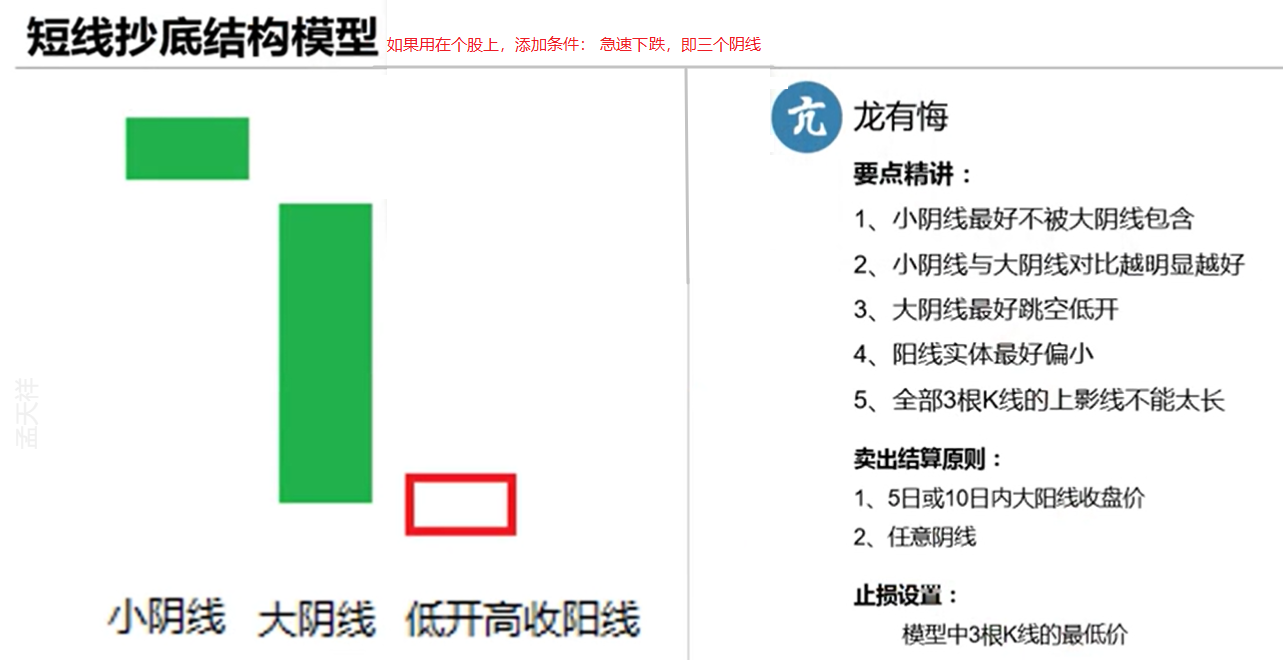 短线抄底结构模型
如果用在个股上，添加条件： 急速下跌，即三个阴线
亢 龙有悔
要点精讲：
1、小阴线最好不被大阴线包含
2、小阴线与大阴线对比越明显越好
3、大阴线最好跳空低开
4、阳线实体最好偏小
5、全部3根K线的上影线不能太长
卖出结算原则：
1、5日或10日内大阳线收盘价
2、任意阴线
止损设置：
模型中3根K线的最低价
小阴线 大阴线 低开高收阳线
孟天祥